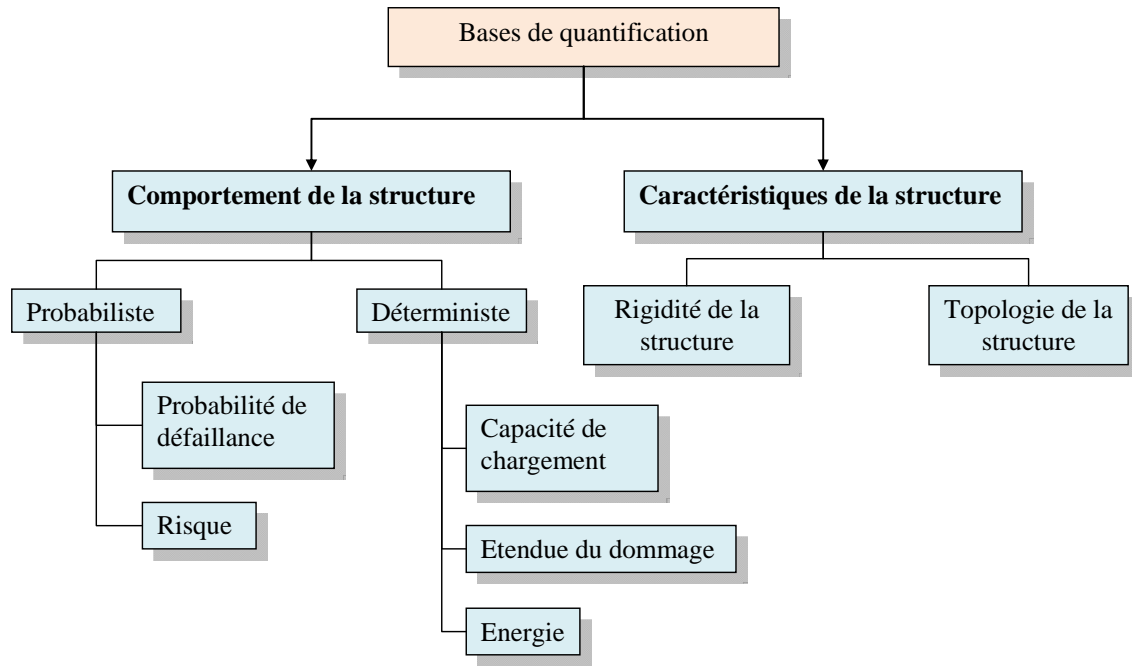 Bases de quantification
Comportement de la structure
Caractéristiques de la structure
Probabiliste
Déterministe
Rigidité de la
structure
Topologie de la
structure
Probabilité de
défaillance
Capacité de
chargement
Risque
Etendue du dommage
Energie